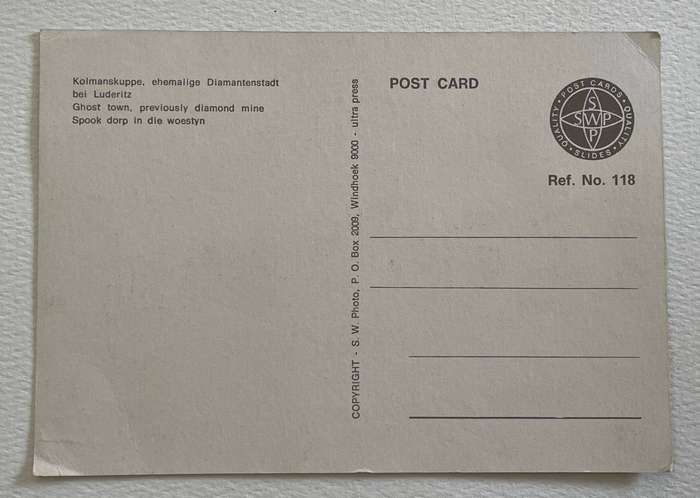 Kolmanskuppe, ehemalige Diamantenstadt
bei Luderitz
Ghost town, previously diamond mine
Spook dorp in die woestyn
COPYRIGHT - S. W. Photo, P. O. Box 2009, Windhoek 9000 - ultra press
POST CARD
QUALITY · POST CARDS · QUALITY · SLIDES ·
S
SWP
P
Ref. No. 118